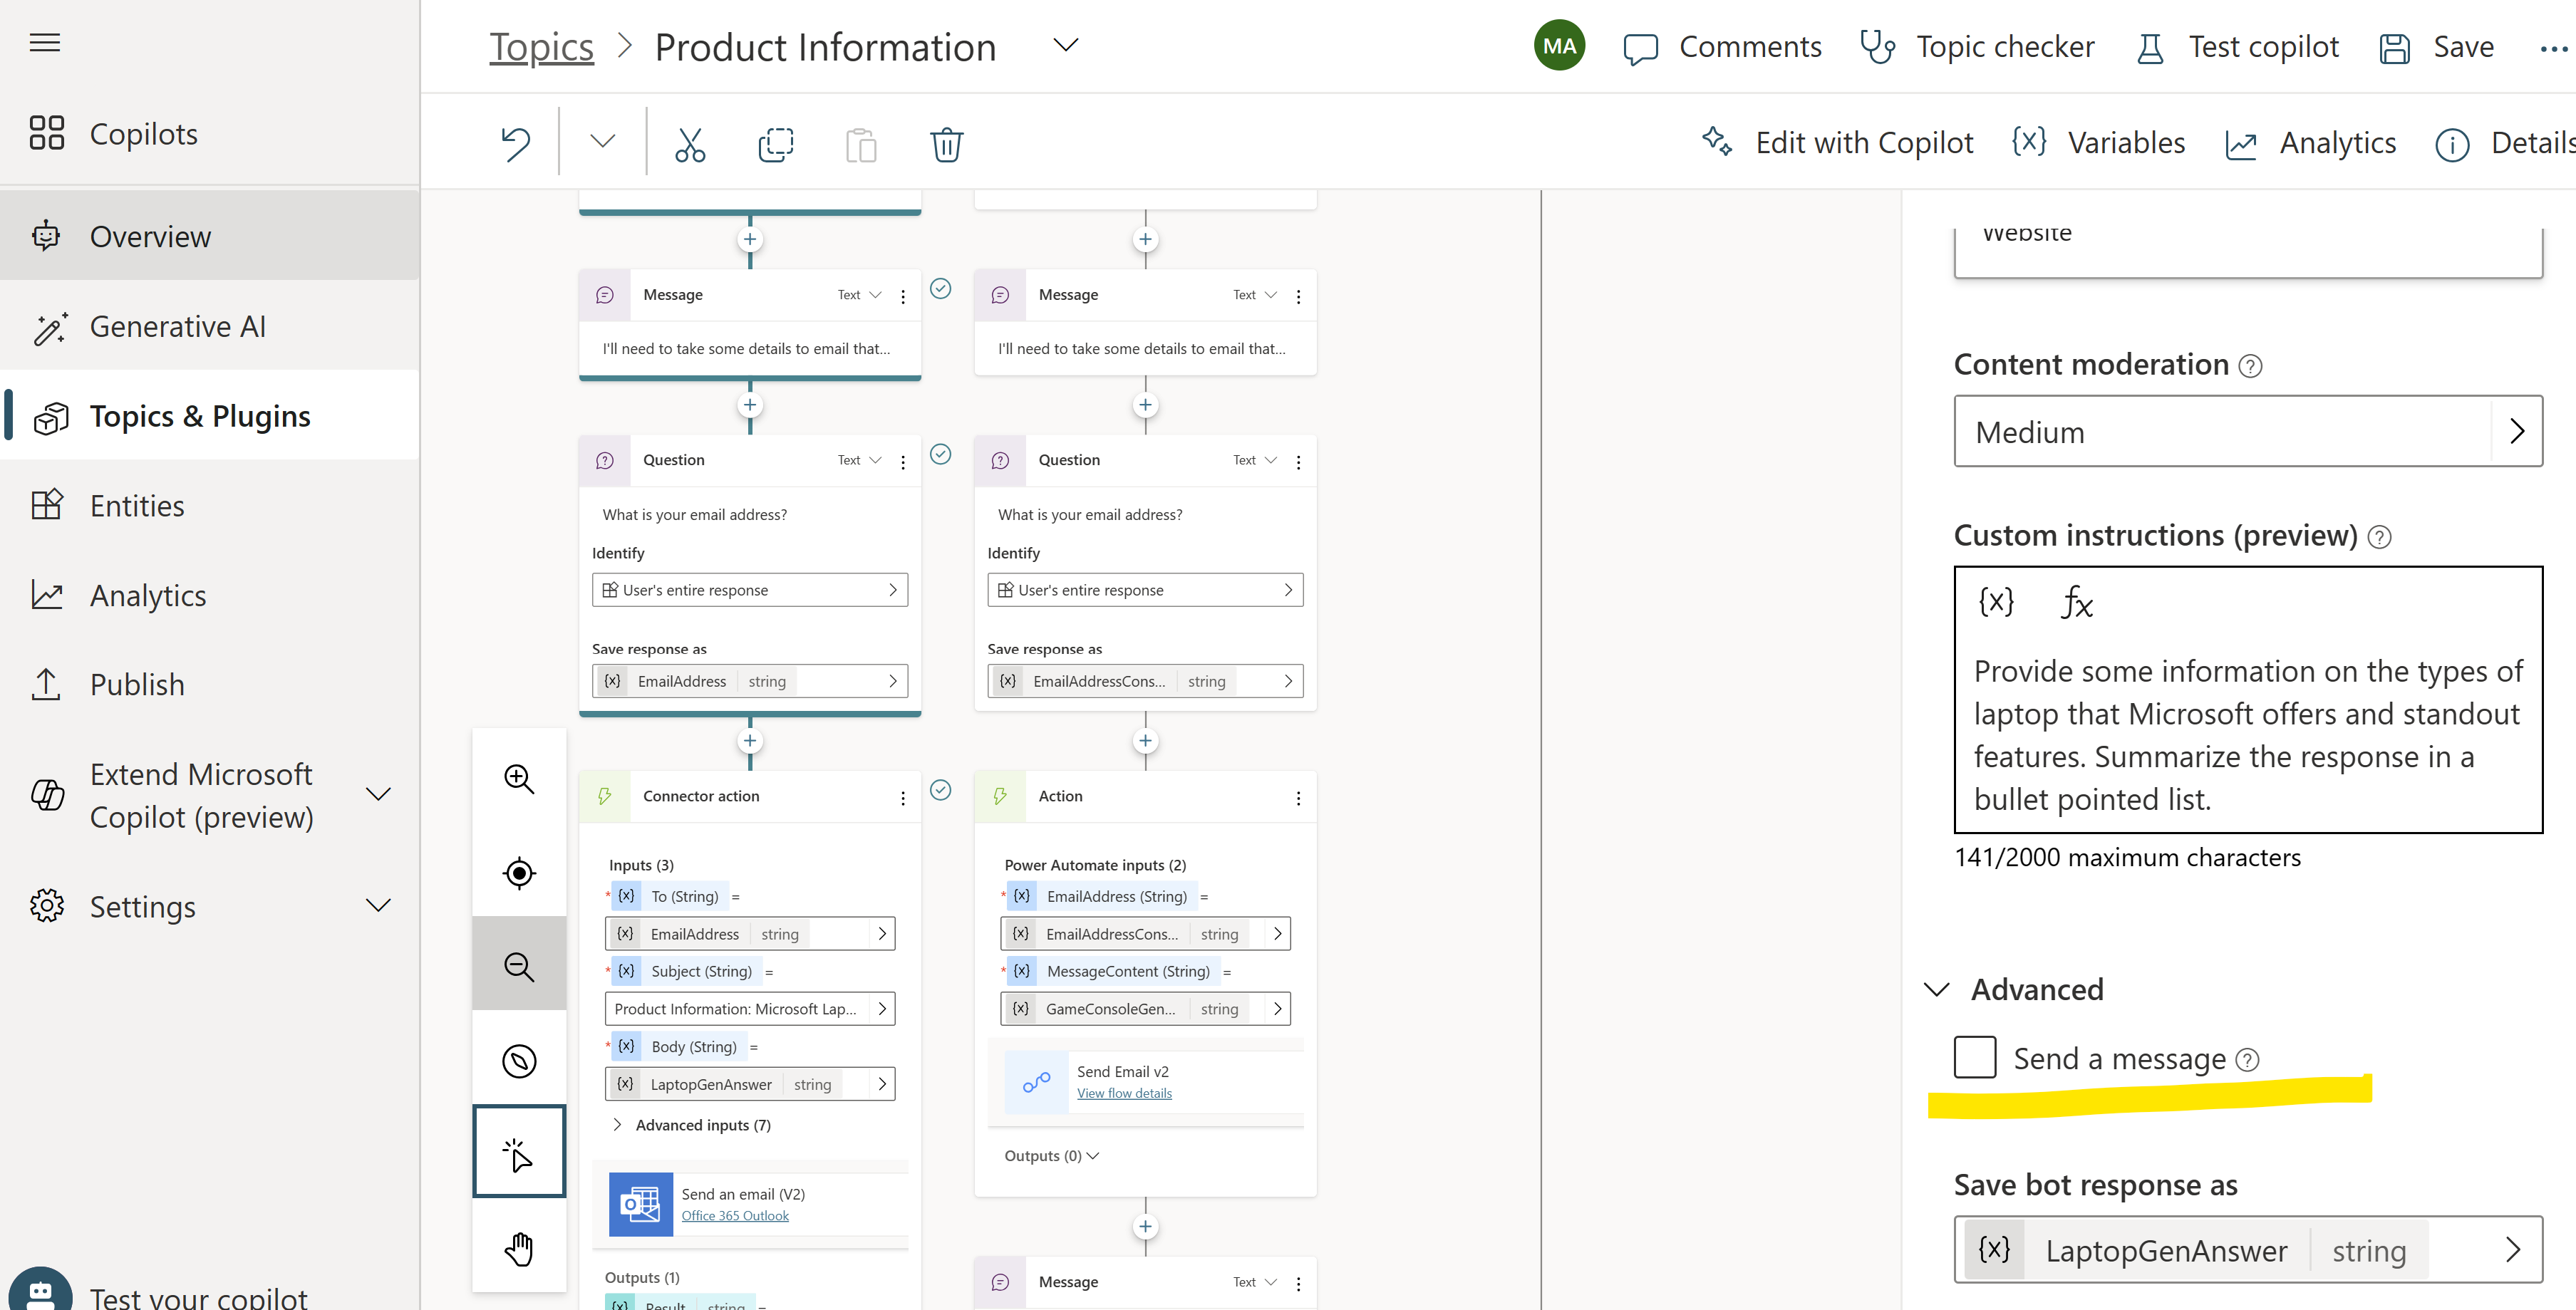 Topics > Product Information
MA
Comments
Topic checker
Test copilot
Save
Copilots
Overview
Generative AI
Topics & Plugins
Entities
Analytics
Publish
Extend Microsoft
Copilot (preview)
Settings
Test your copilot
Edit with Copilot
{x} Variables
Analytics
Details
Message
Text
I'll need to take some details to email that...
Question
Text
What is your email address?
Identify
User's entire response
Save response as
{x} EmailAddress string
Connector action
Inputs (3)
* {x} To (String) =
{x} EmailAddress string
* {x} Subject (String) =
Product Information: Microsoft Lap...
* {x} Body (String) =
{x} LaptopGenAnswer string
Advanced inputs (7)
Send an email (V2)
Office 365 Outlook
Outputs (1)
{x} Result string =
Message
Text
I'll need to take some details to email that...
Question
Text
What is your email address?
Identify
User's entire response
Save response as
{x} EmailAddressCons... string
Action
Power Automate inputs (2)
* {x} EmailAddress (String) =
{x} EmailAddressCons... string
* {x} MessageContent (String) =
{x} GameConsoleGen... string
Send Email v2
View flow details
Outputs (0)
Message
Text
Website
Content moderation
Medium
Custom instructions (preview)
{x} fx
Provide some information on the types of
laptop that Microsoft offers and standout
features. Summarize the response in a
bullet pointed list.
141/2000 maximum characters
Advanced
Send a message
Save bot response as
{x} LaptopGenAnswer string